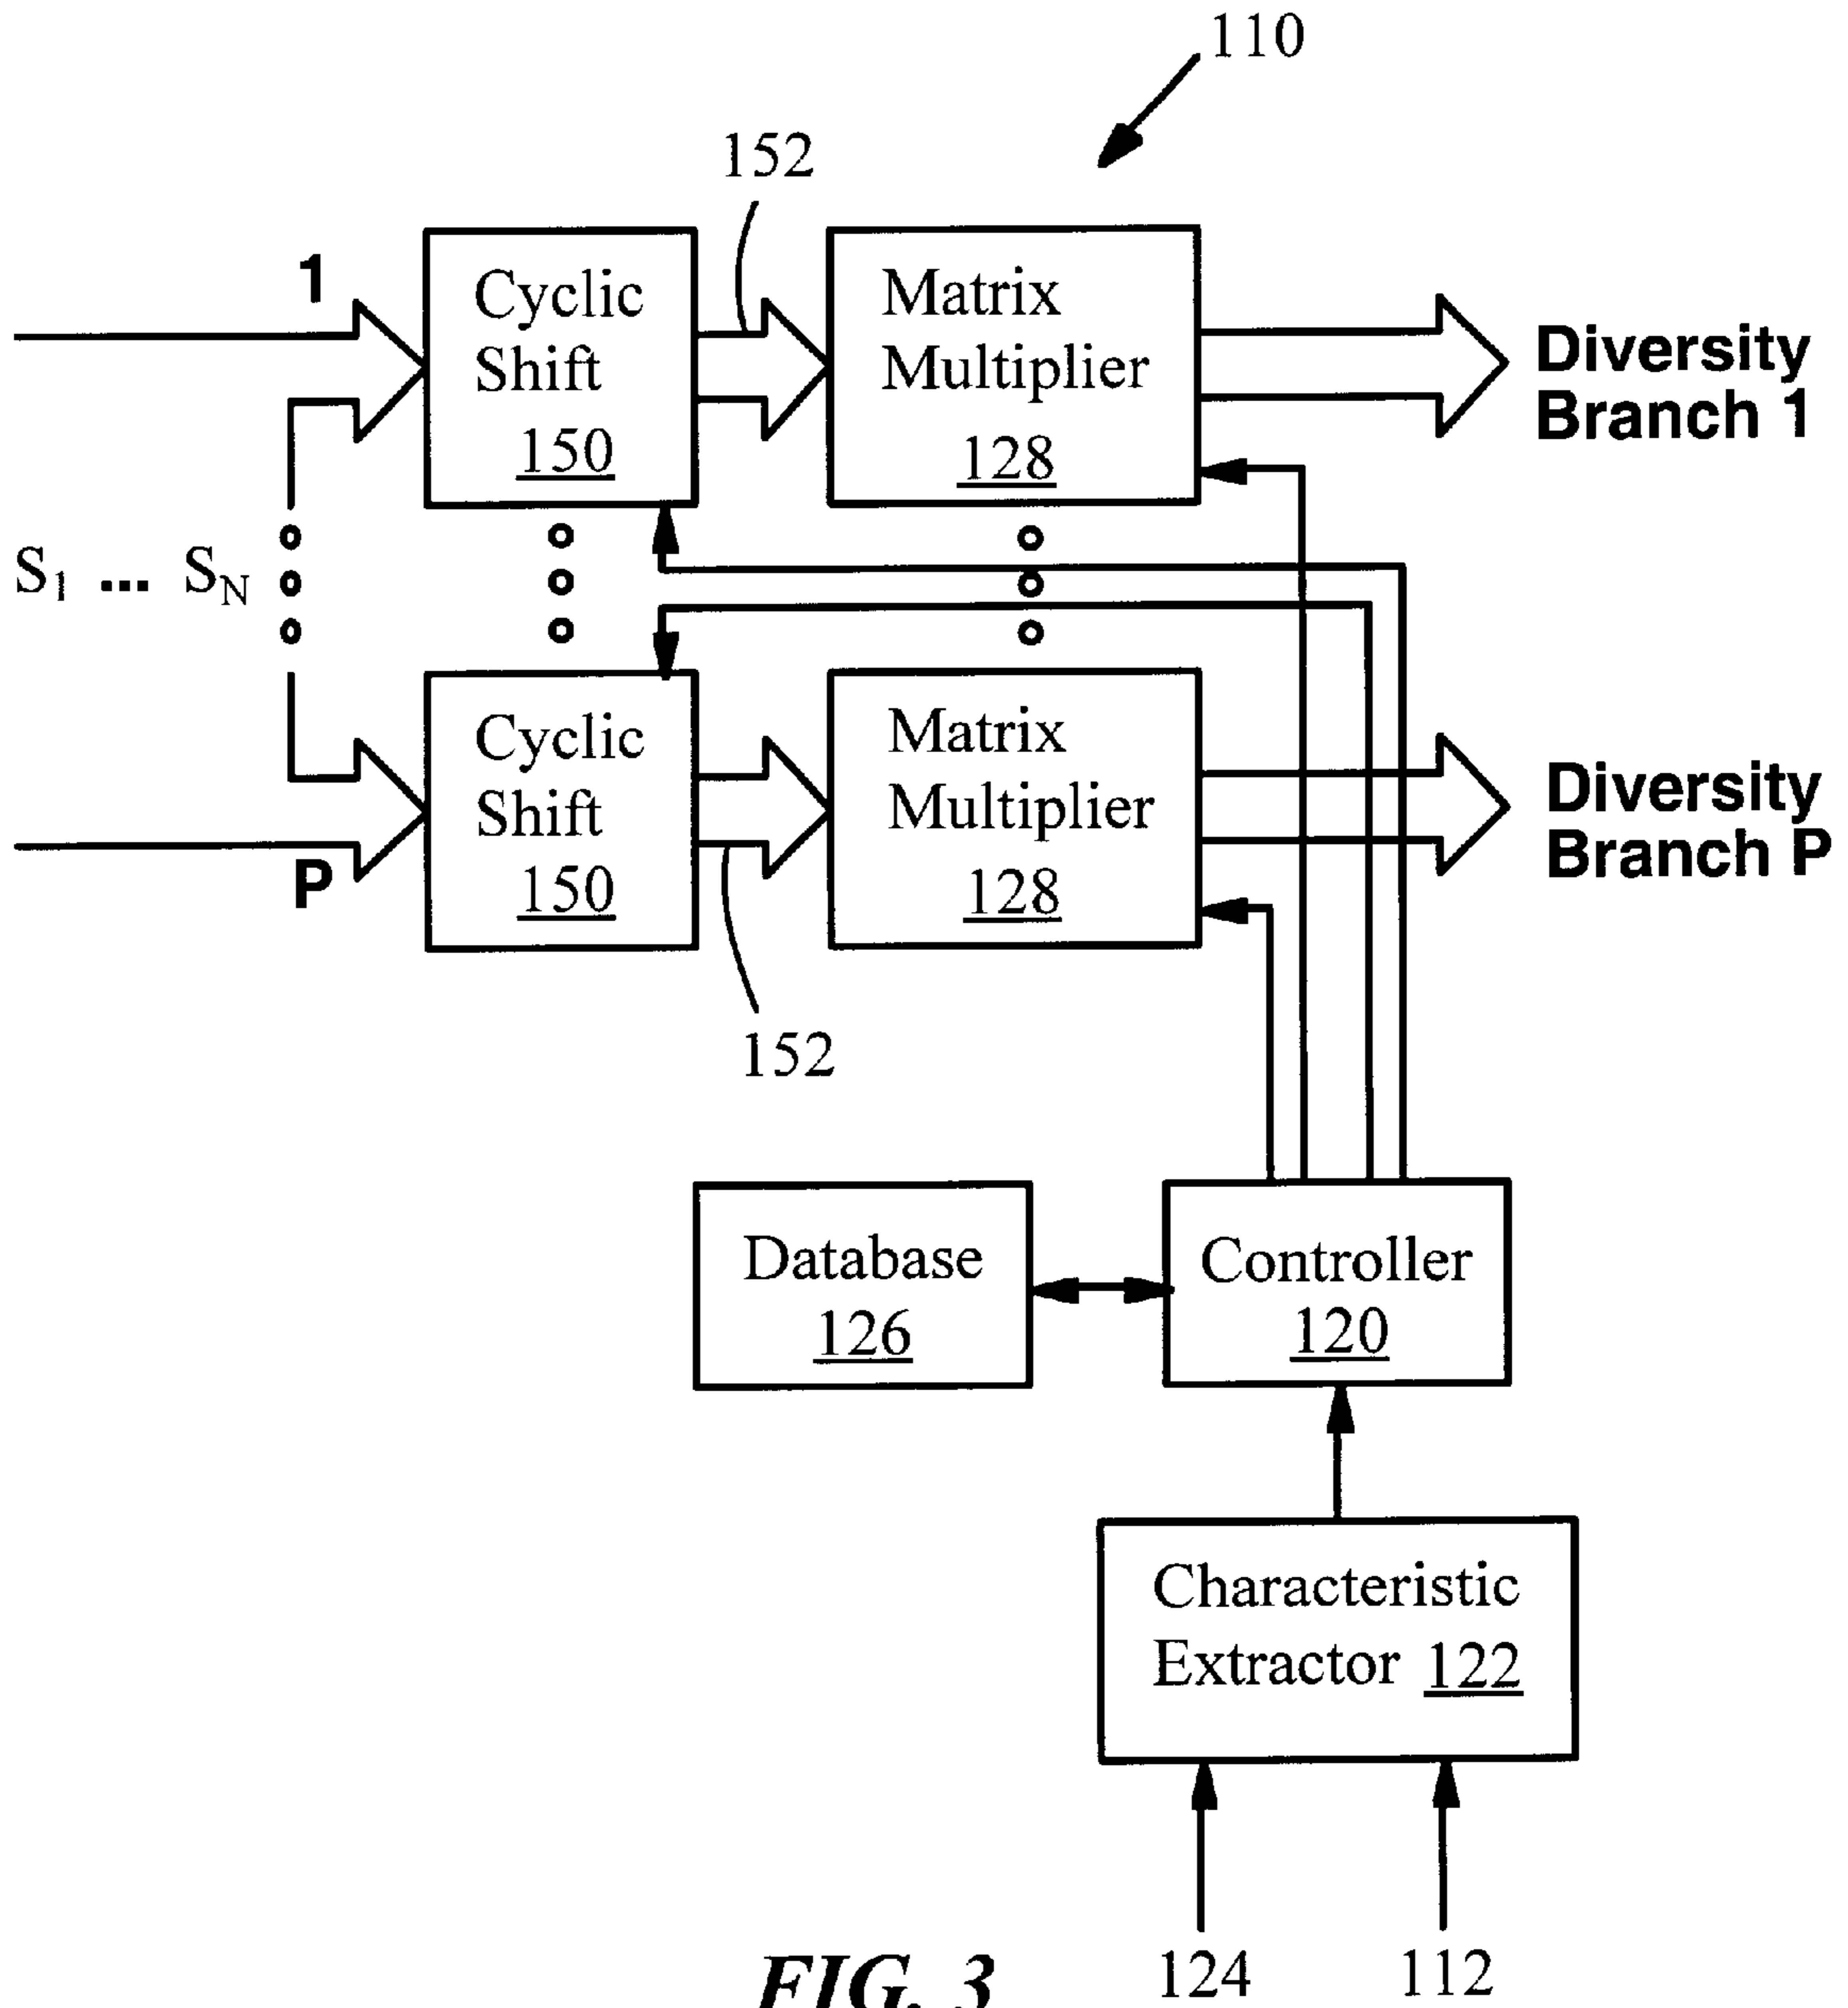 110
152
1
Cyclic
Shift
150
Matrix
Multiplier
128
Diversity
Branch 1
S1 ... SN
Cyclic
Shift
150
Matrix
Multiplier
128
Diversity
Branch P
P
152
Database
126
Controller
120
Characteristic
Extractor 122
124
112
FIG. 3